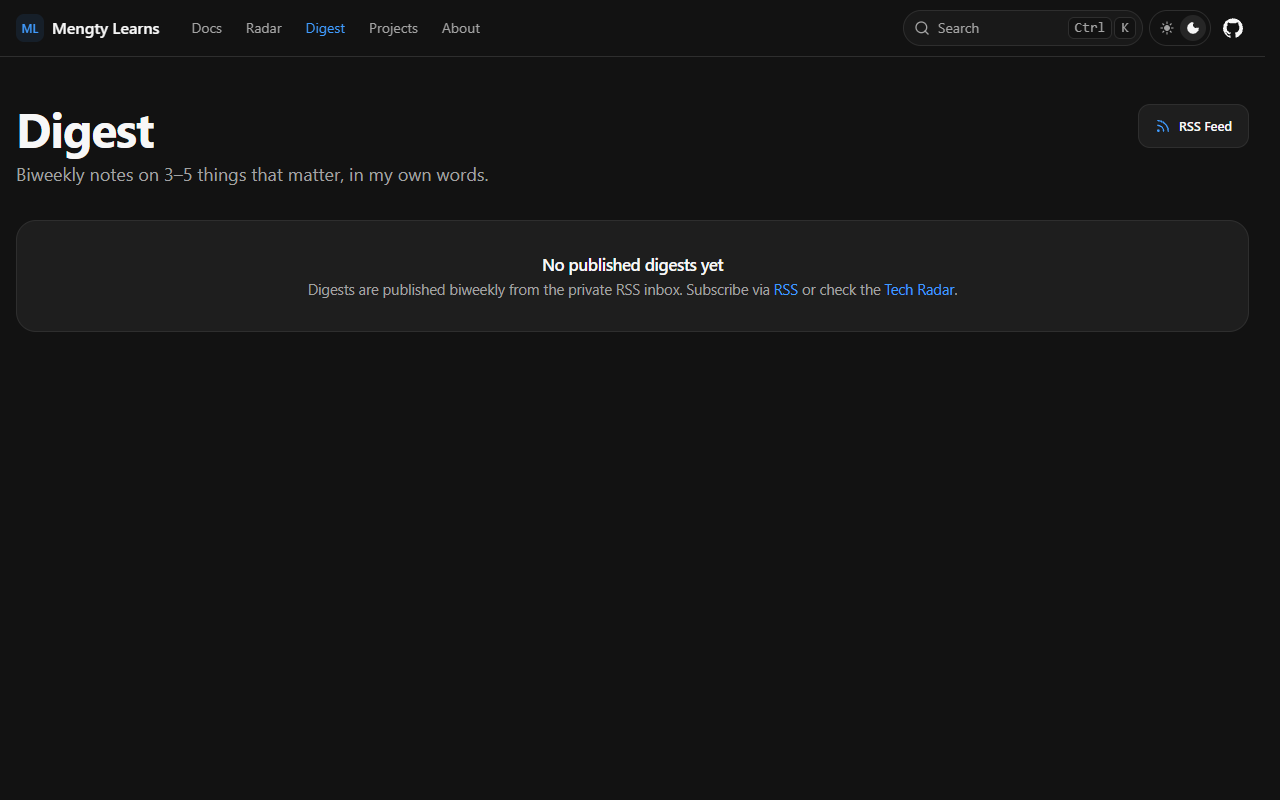 ML Mengty Learns Docs Radar Digest Projects About Search Ctrl K
Digest
RSS Feed
Biweekly notes on 3–5 things that matter, in my own words.
No published digests yet
Digests are published biweekly from the private RSS inbox. Subscribe via RSS or check the Tech Radar.